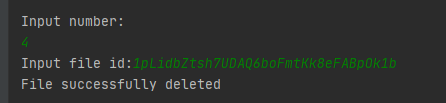 Input number:
4
Input file id:1pLidbZtsh7UDAQ6boFmtKk8eFABpOk1b
File successfully deleted